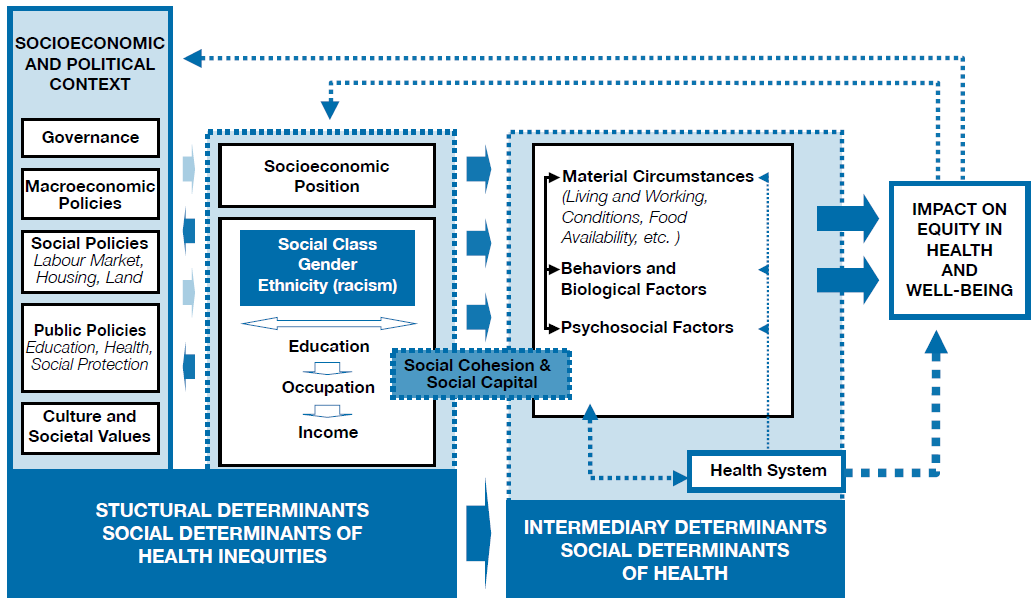 SOCIOECONOMIC
AND POLITICAL
CONTEXT
Governance
Macroeconomic
Policies
Social Policies
Labour Market,
Housing, Land
Public Policies
Education, Health,
Social Protection
Culture and
Societal Values
Socioeconomic
Position
Social Class
Gender
Ethnicity (racism)
Education
Occupation
Income
Social Cohesion &
Social Capital
Material Circumstances
(Living and Working,
Conditions, Food
Availability, etc. )
Behaviors and
Biological Factors
Psychosocial Factors
Health System
IMPACT ON
EQUITY IN
HEALTH
AND
WELL-BEING
STUCTURAL DETERMINANTS
SOCIAL DETERMINANTS OF
HEALTH INEQUITIES
INTERMEDIARY DETERMINANTS
SOCIAL DETERMINANTS
OF HEALTH